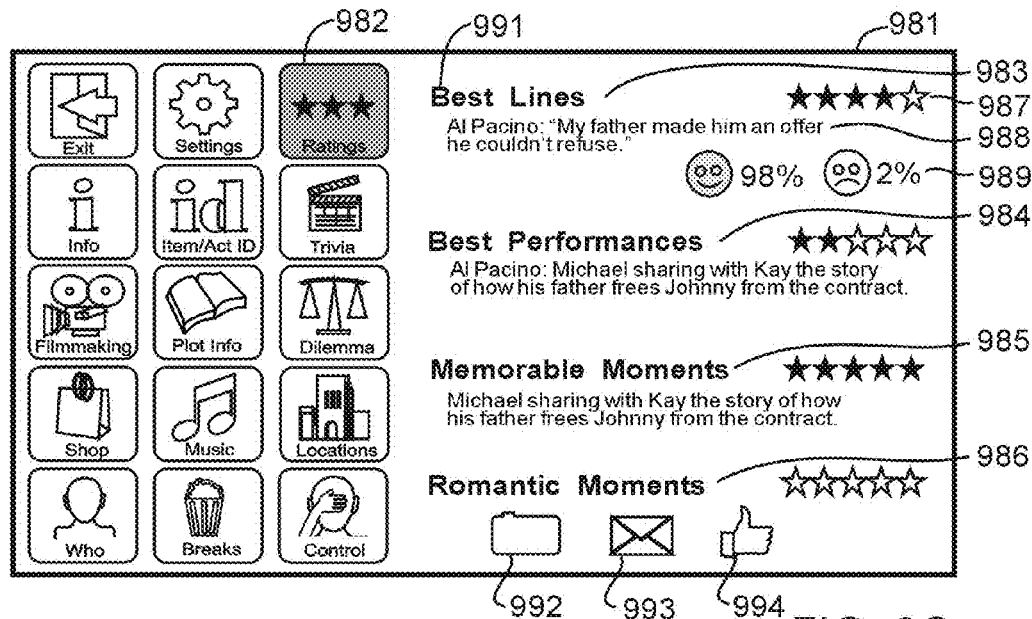 982
991
981
Exit
Settings
Ratings
Info
Item/Act ID
Trivia
Filmmaking
Plot Info
Dilemma
Shop
Music
Locations
Who
Breaks
Control
Best Lines
983
987
Al Pacino: "My father made him an offer
he couldn't refuse."
988
98%
2%
989
984
Best Performances
Al Pacino: Michael sharing with Kay the story
of how his father frees Johnny from the contract.
985
Memorable Moments
Michael sharing with Kay the story of how
his father frees Johnny from the contract.
986
Romantic Moments
992
993
994